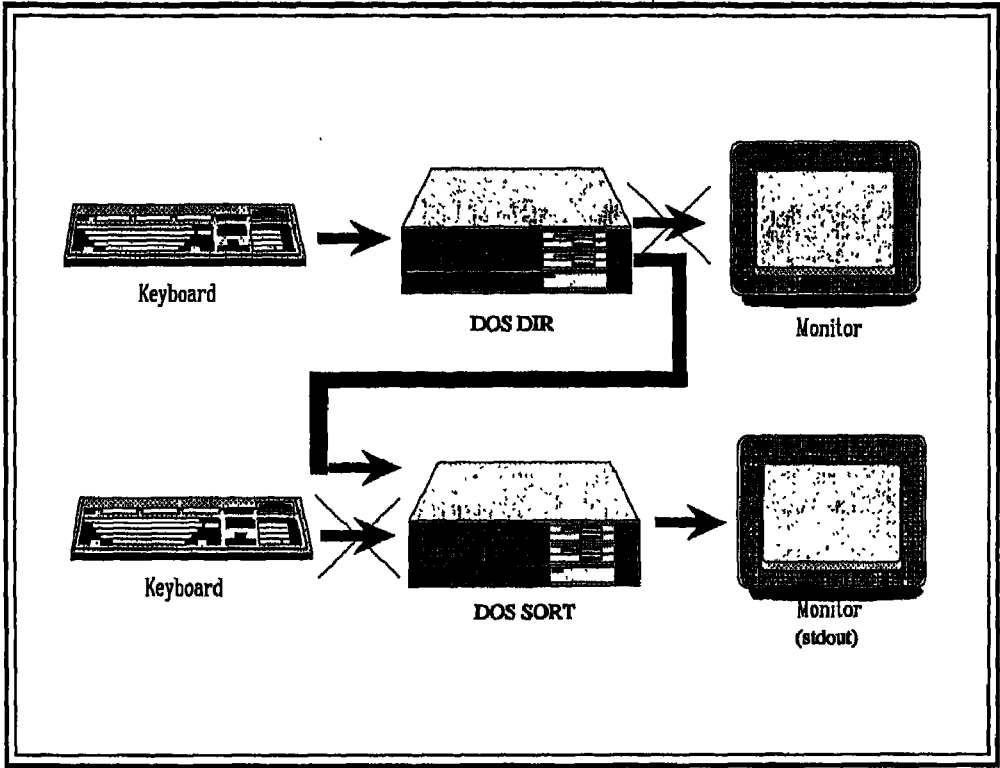 Keyboard
DOS DIR
Monitor
Keyboard
DOS SORT
Monitor
(stdout)